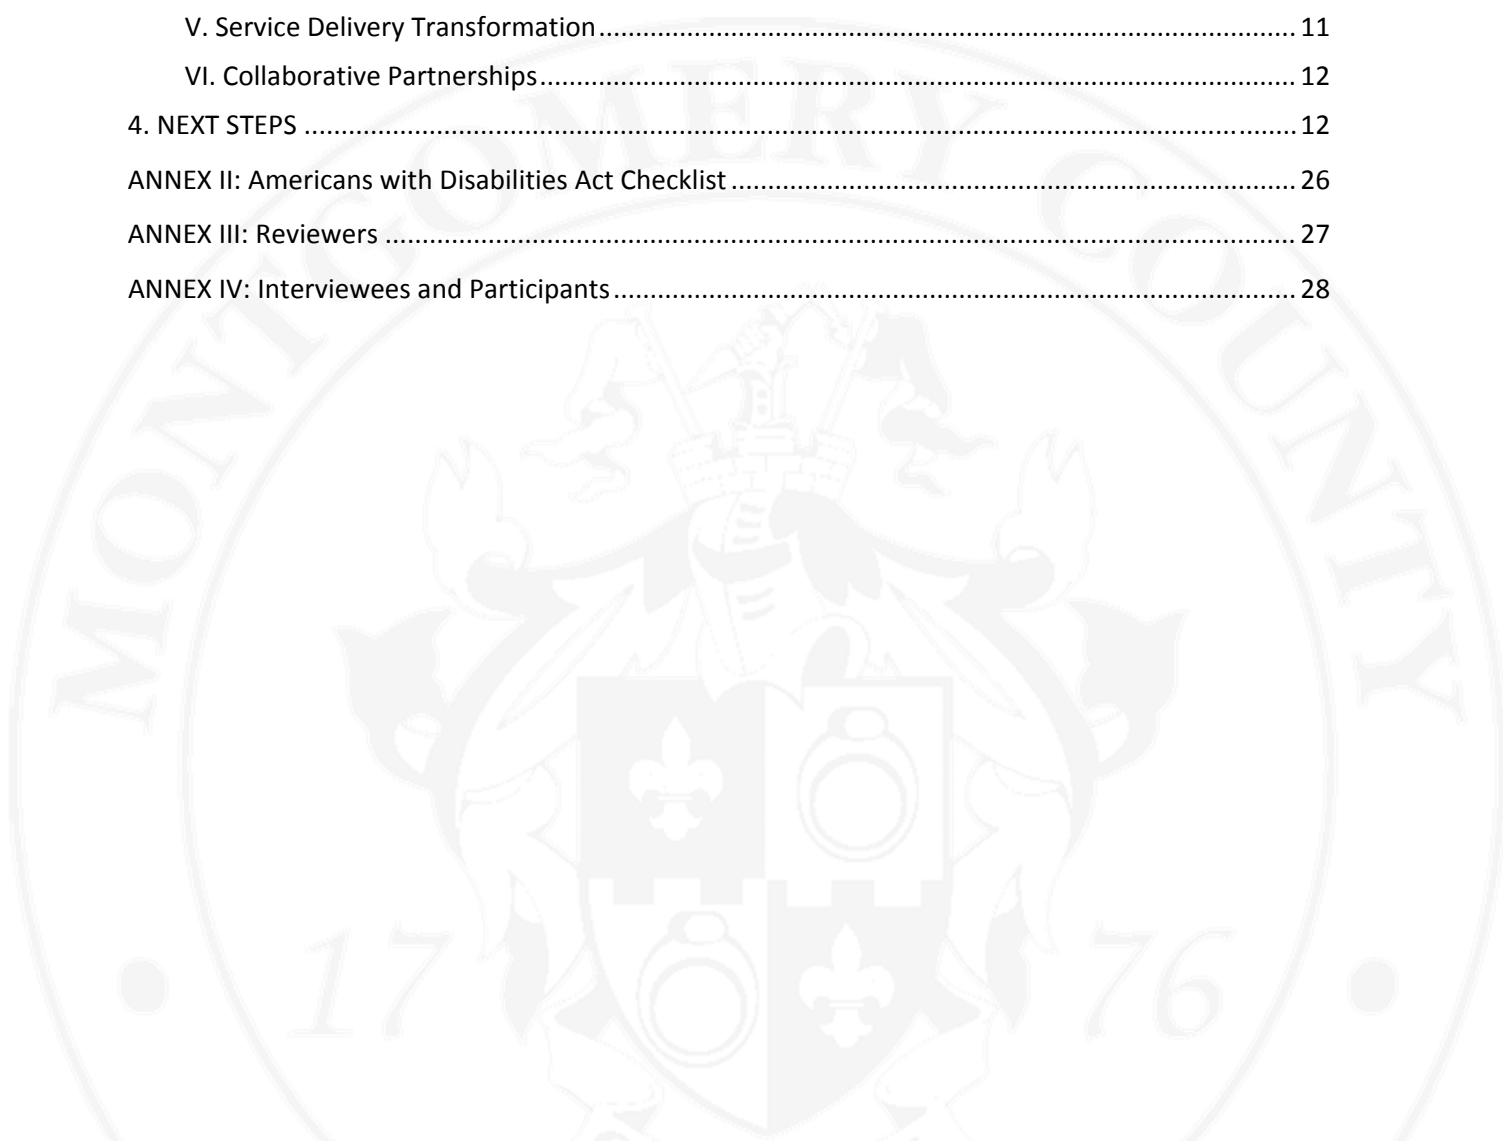 V. Service Delivery Transformation ........ 11
VI. Collaborative Partnerships ........ 12
4. NEXT STEPS ........ 12
ANNEX II: Americans with Disabilities Act Checklist ........ 26
ANNEX III: Reviewers ........ 27
ANNEX IV: Interviewees and Participants ........ 28
MONTGOMERY COUNTY
17 76